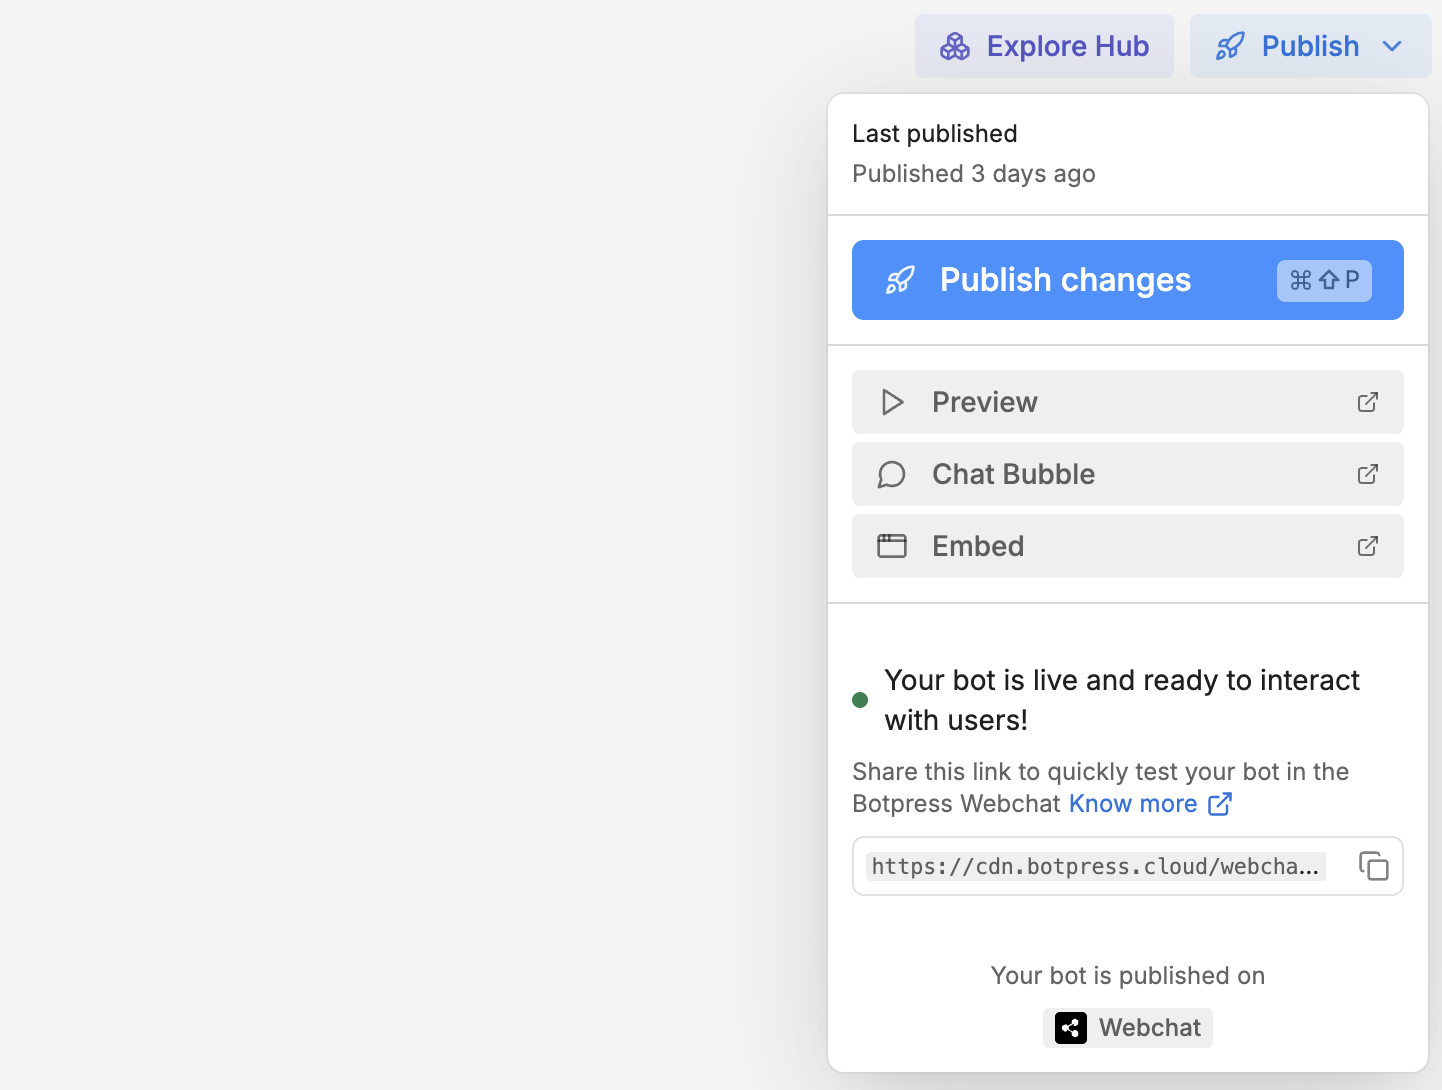 Explore Hub
Publish
Last published
Published 3 days ago
Publish changes
⌘⇧P
Preview
Chat Bubble
Embed
Your bot is live and ready to interact
with users!
Share this link to quickly test your bot in the
Botpress Webchat Know more
https://cdn.botpress.cloud/webcha...
Your bot is published on
Webchat